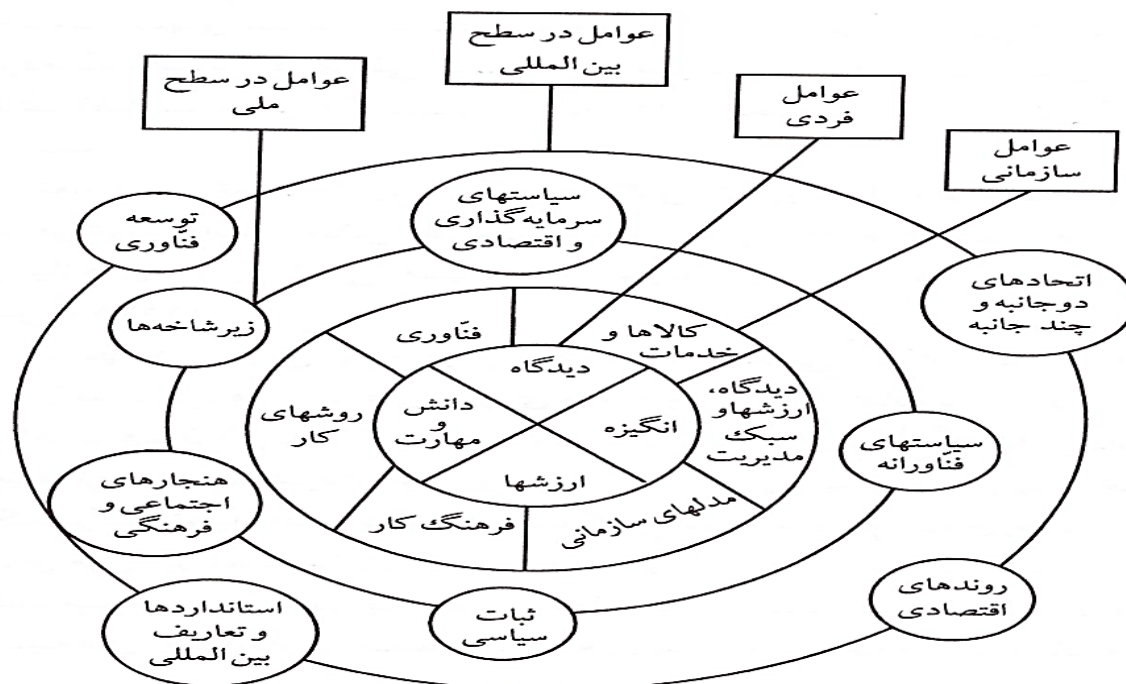 عوامل در سطح
بین المللی
عوامل در سطح
ملی
عوامل
فردی
عوامل
سازمانی
سیاستهای
سرمایه‌گذاری
و اقتصادی
توسعه
فنّاوری
اتحادهای
دوجانبه و
چند جانبه
زیرشاخه‌ها
فنّاوری
کالاها و
خدمات
دیدگاه
دیدگاه،
ارزشهاو
سبک
مدیریت
دانش
و
مهارت
انگیزه
روشهای
کار
سیاستهای
فنّاورانه
ارزشها
هنجارهای
اجتماعی و
فرهنگی
فرهنگ کار
مدلهای سازمانی
روندهای
اقتصادی
ثبات
سیاسی
استانداردها
و تعاریف
بین المللی